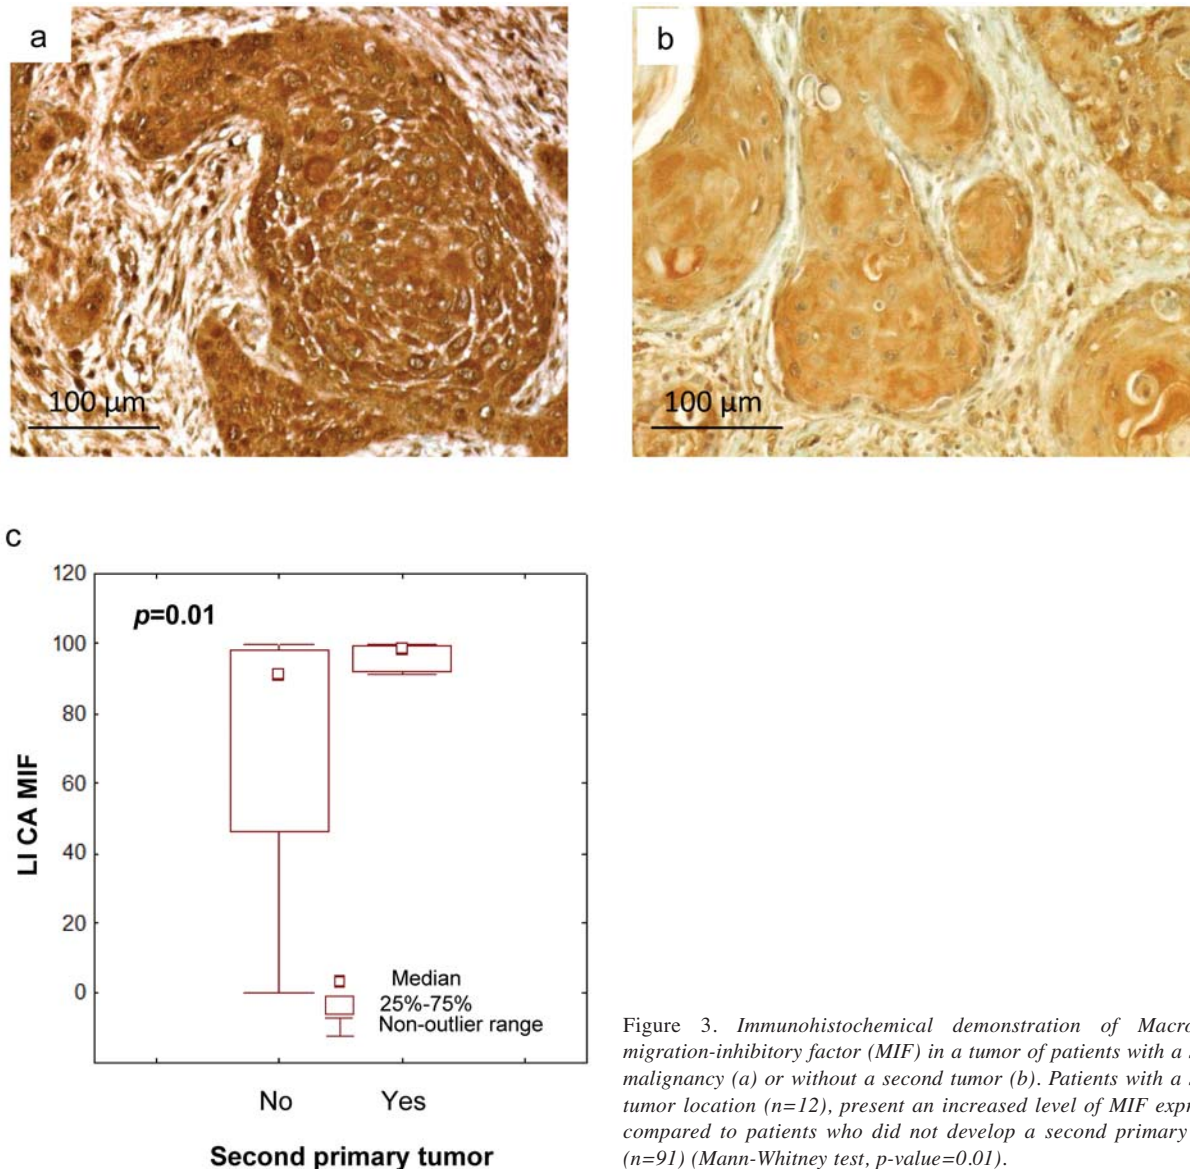 a
b
100 µm
100 µm
c
p=0.01
120
100
80
60
40
20
0
LI CA MIF
Median
25%-75%
Non-outlier range
No
Yes
Second primary tumor
Figure 3. Immunohistochemical demonstration of
migration-inhibitory factor (MIF) in a tumor of patients with a
malignancy (a) or without a second tumor (b). Patients with a
tumor location (n=12), present an increased level of MIF
compared to patients who did not develop a second primary
(n=91) (Mann-Whitney test, p-value=0.01).